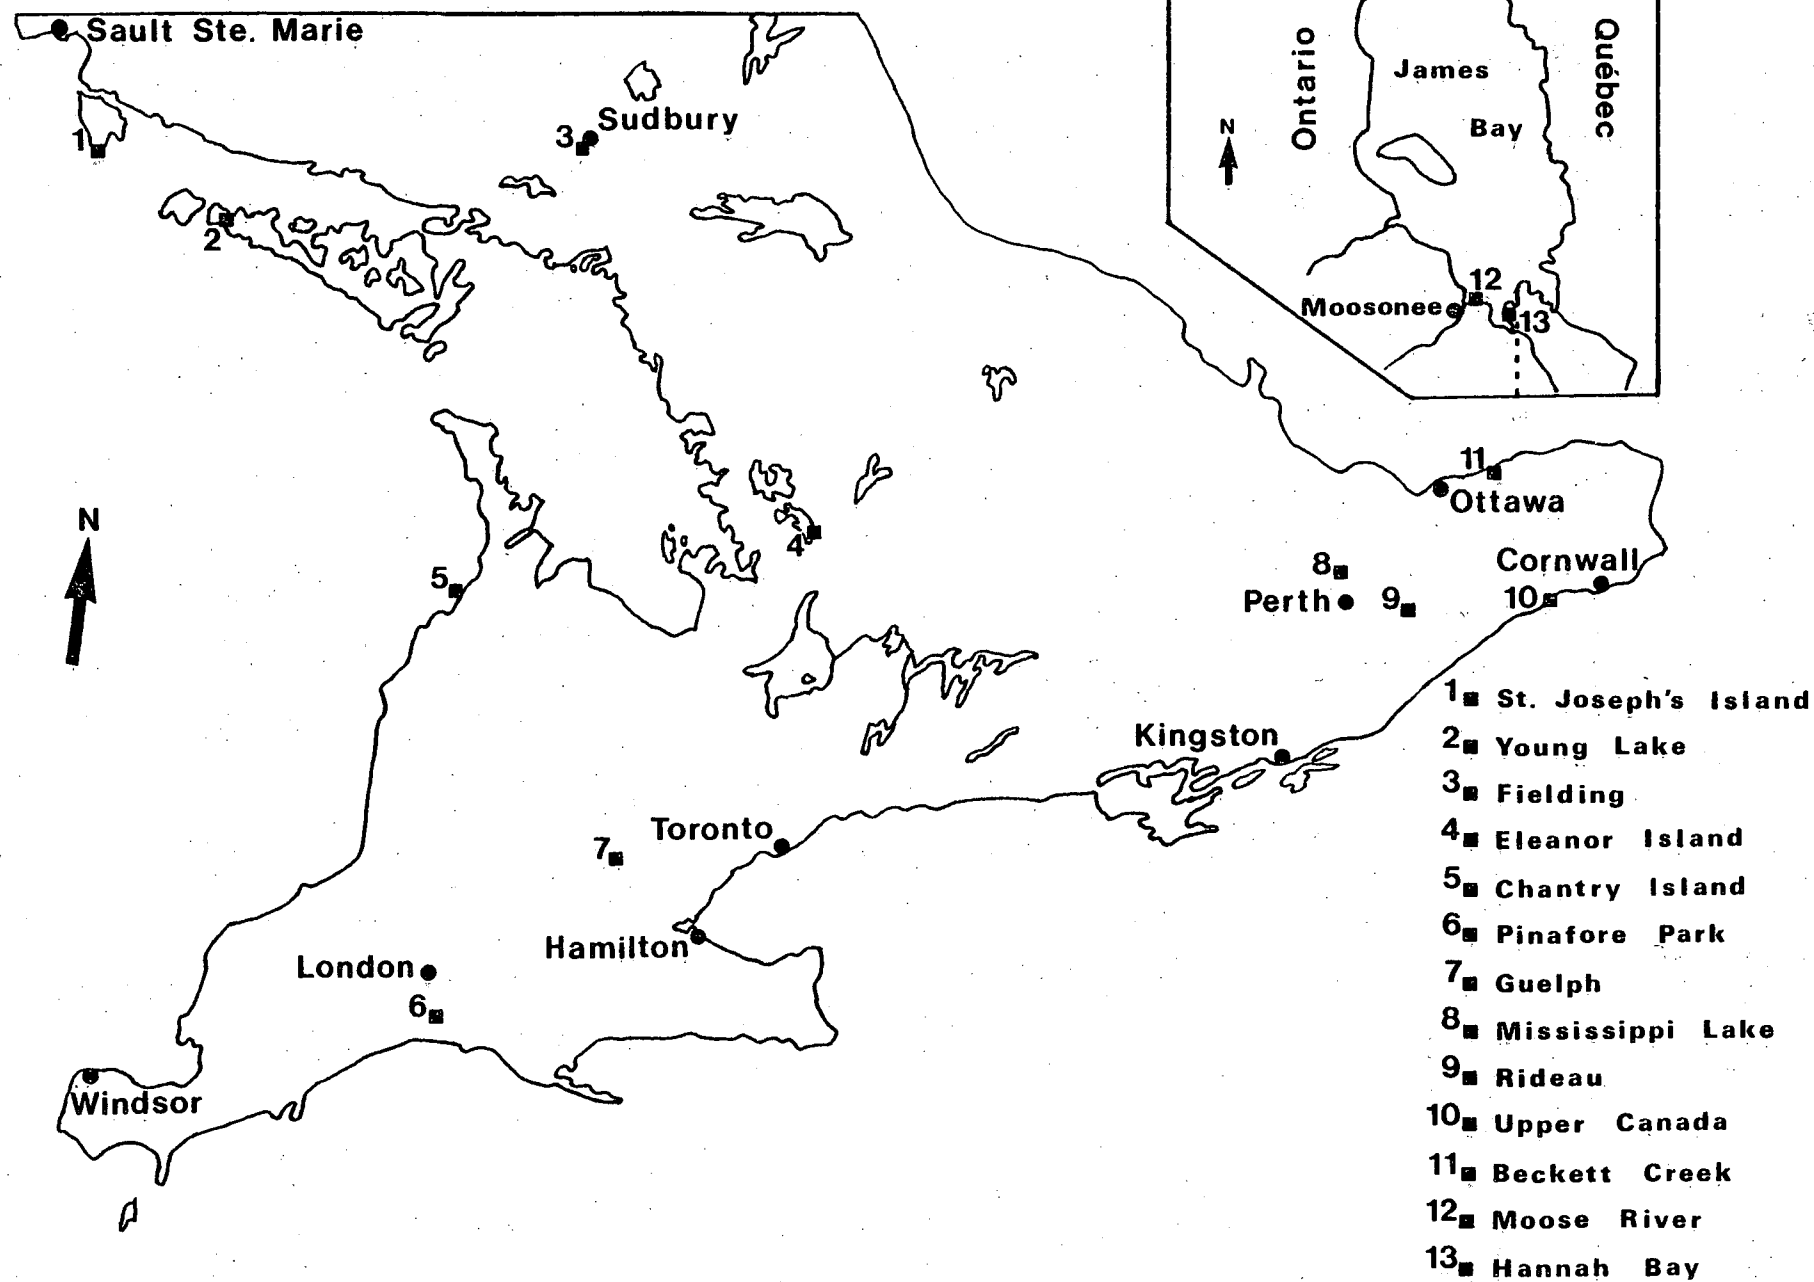 Sault Ste. Marie
1
3
Sudbury
2
N
5
4
8
Perth
9
11
Ottawa
Cornwall
10
Kingston
Toronto
7
Hamilton
London
6
Windsor
Ontario
James
Bay
Québec
N
12
Moosonee
13
1 St. Joseph's Island
2 Young Lake
3 Fielding
4 Eleanor Island
5 Chantry Island
6 Pinafore Park
7 Guelph
8 Mississippi Lake
9 Rideau
10 Upper Canada
11 Beckett Creek
12 Moose River
13 Hannah Bay